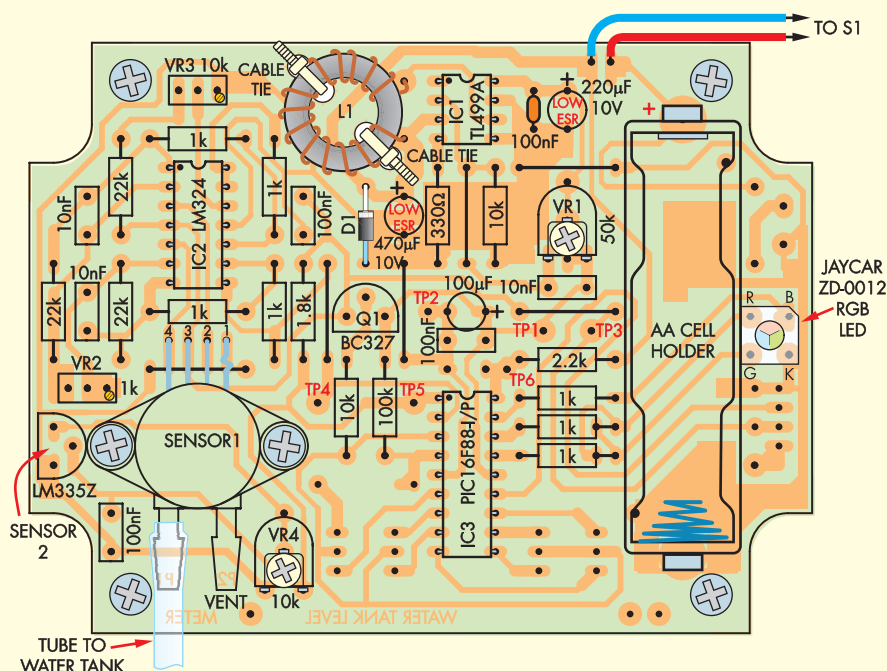 TO S1
VR3 10k
CABLE
TIE
L1
IC1
TL499A
100nF
LOW
ESR
220µF
10V
+
+
CABLE TIE
1k
22k
10nF
IC2 LM324
1k
100nF
D1
+
LOW
ESR
470µF
10V
330Ω
10k
VR1
50k
10nF
JAYCAR
ZD-0012
RGB
LED
R
B
G
K
AA CELL
HOLDER
22k
10nF
22k
1k
4
3
2
1
1k
1.8k
Q1
BC327
TP2
100µF
+
100nF
TP1
TP3
2.2k
TP6
1k
1k
1k
VR2
1k
TP4
10k
100k
TP5
SENSOR1
PIC16F88-I/P
IC3
LM335Z
SENSOR
2
100nF
VR4
10k
P1
P2
VENT
METER
WATER TANK LEVEL
TUBE TO
WATER TANK